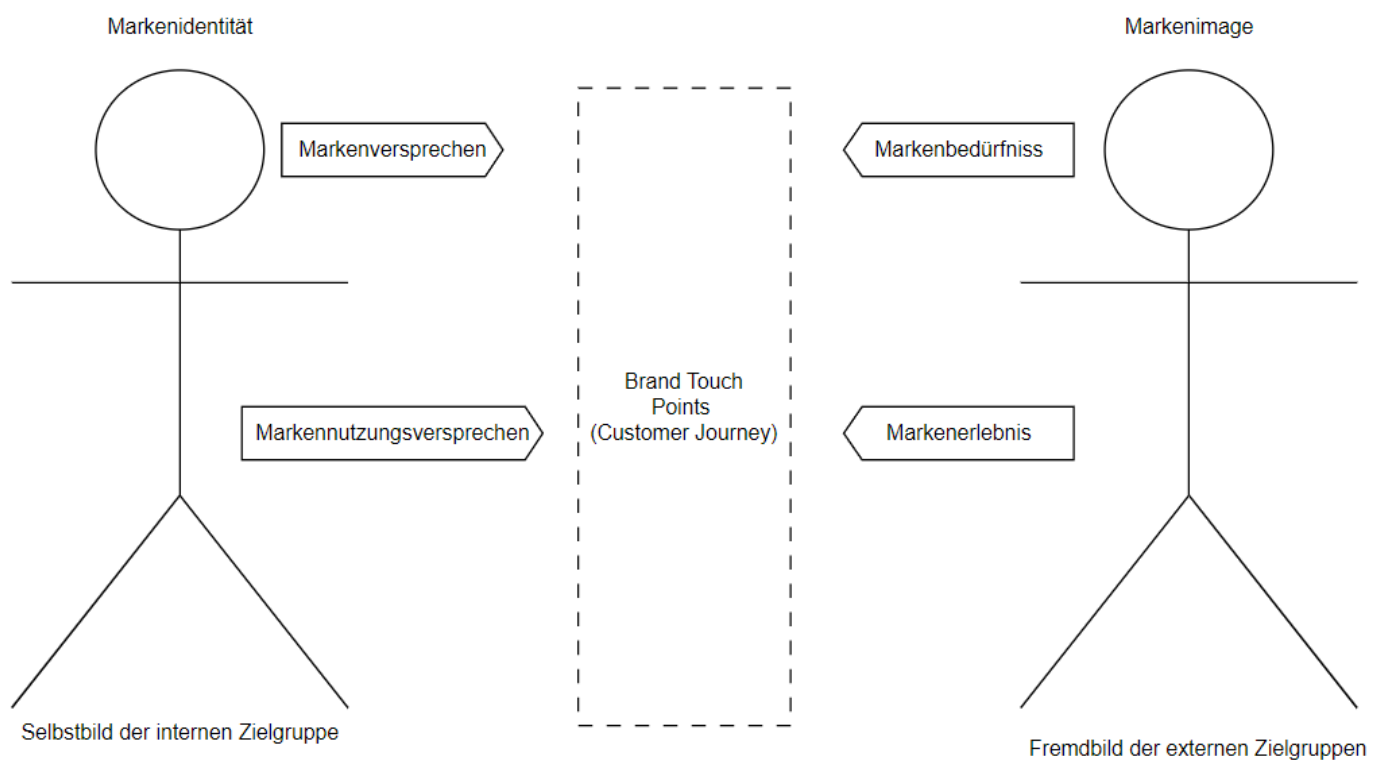 Markenidentität
Markenimage
Markenversprechen
Markenbedürfniss
Brand Touch
Points
(Customer Journey)
Markennutzungsversprechen
Markenerlebnis
Selbstbild der internen Zielgruppe
Fremdbild der externen Zielgruppen